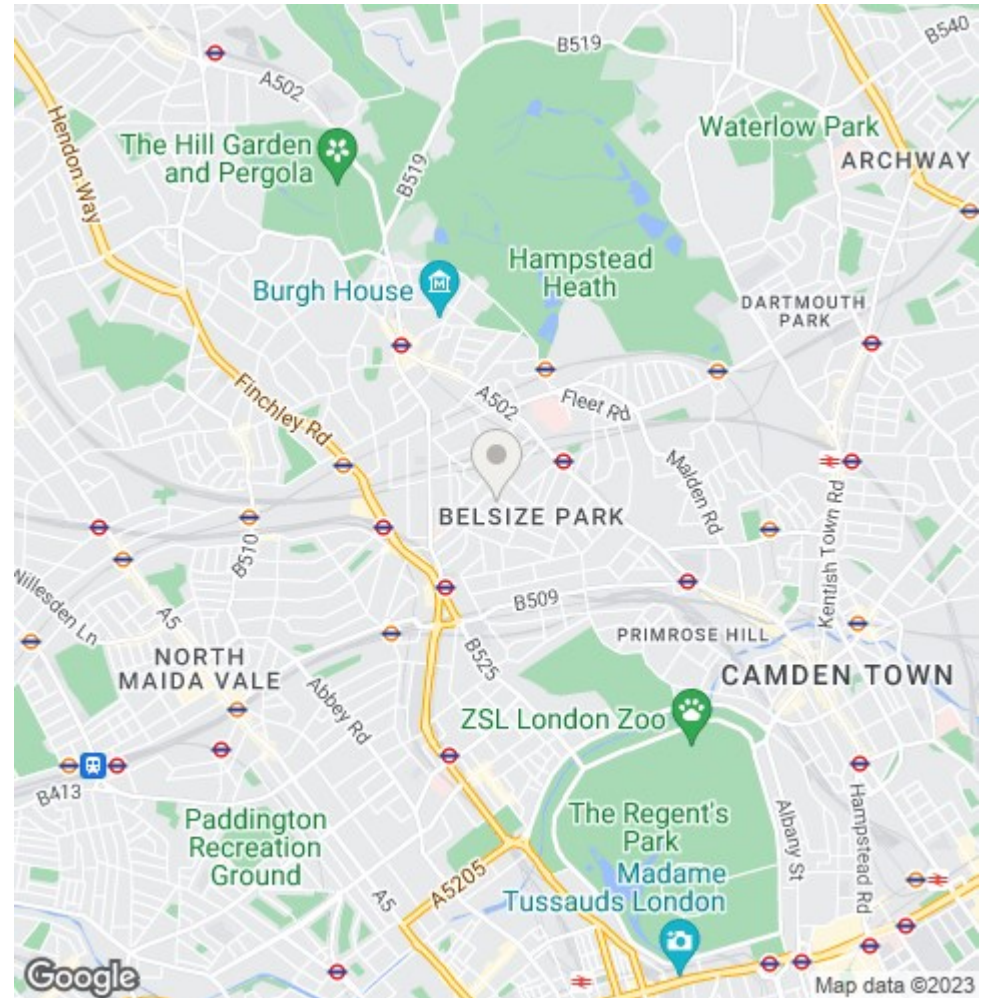 B519
B540
A502
The Hill Garden
and Pergola
B519
Waterlow Park
ARCHWAY
Hendon Way
Hampstead
Heath
Burgh House
DARTMOUTH
PARK
Finchley Rd
A502
Fleet Rd
Malden Rd
Kentish Town Rd
BELSIZE PARK
B510
Willesden Ln
A5
B509
PRIMROSE HILL
NORTH
MAIDA VALE
B525
CAMDEN TOWN
Abbey Rd
ZSL London Zoo
B413
Paddington
Recreation
Ground
The Regent's
Park
Albany St
Hampstead Rd
A5
A5205
Madame
Tussauds London
Google
Map data ©2023